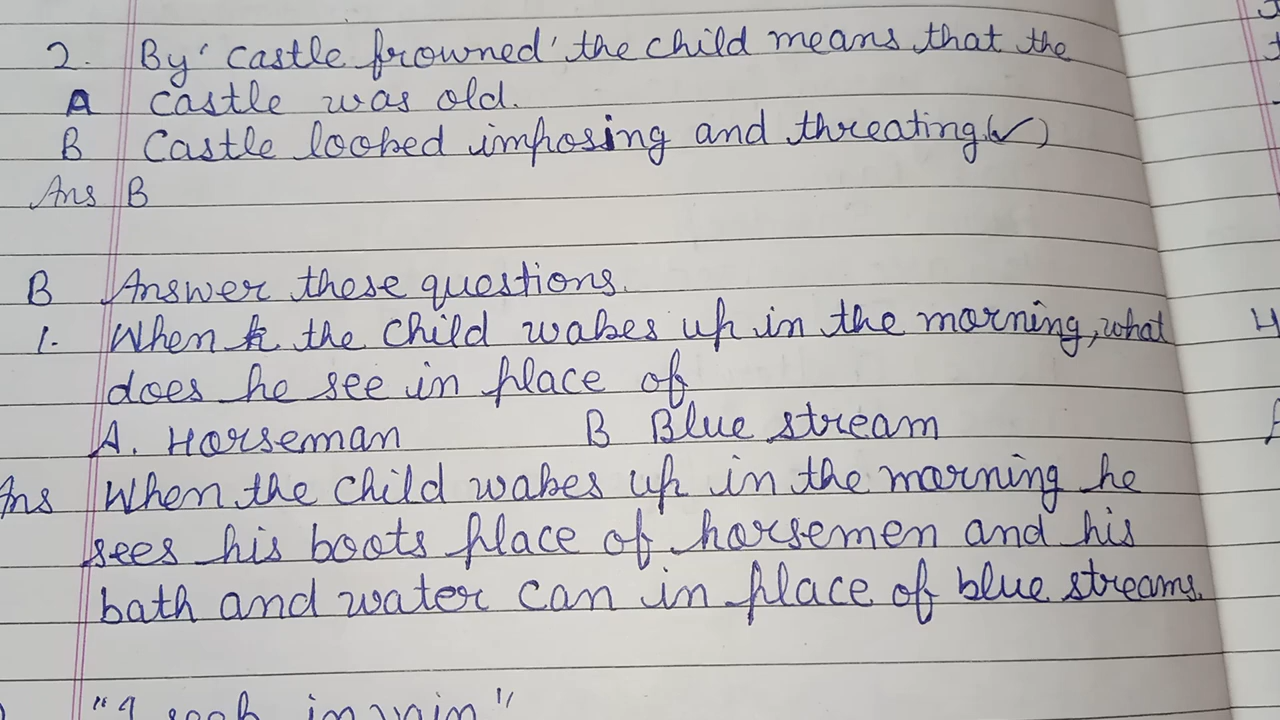 2. By 'castle frowned' the child means that the
A castle was old.
B Castle looked imposing and threating (✓)
Ans B
B Answer these questions.
1. When the child wakes up in the morning, what
does he see in place of
A. Horseman B Blue stream
Ans When the child wakes up in the morning he
sees his boots place of horsemen and his
bath and water can in place of blue streams.
"I seek in vain"